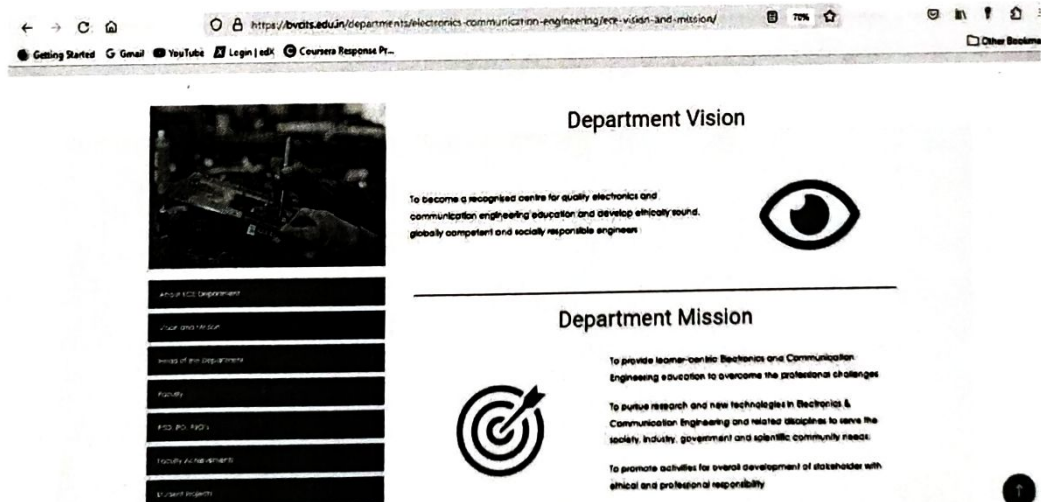 https://bvcits.edu.in/departments/electronics-communication-engineering/ece-vision-and-mission/
70%
Getting Started Gmail YouTube Login | edX Coursera Response Pr...
Other Bookma
Department Vision
To become a recognised centre for quality electronics and
communication engineering education and develop ethically sound,
globally competent and socially responsible engineers
About ECE Department
Vision and Mission
Head of the Department
Faculty
PSO, PO, PEO's
Faculty Achievements
Student Projects
Department Mission
To provide learner-centric Electronics and Communication
Engineering education to overcome the professional challenges
To pursue research and new technologies in Electronics &
Communication Engineering and related disciplines to serve the
society, industry, government and scientific community needs
To promote activities for overall development of stakeholder with
ethical and professional responsibility